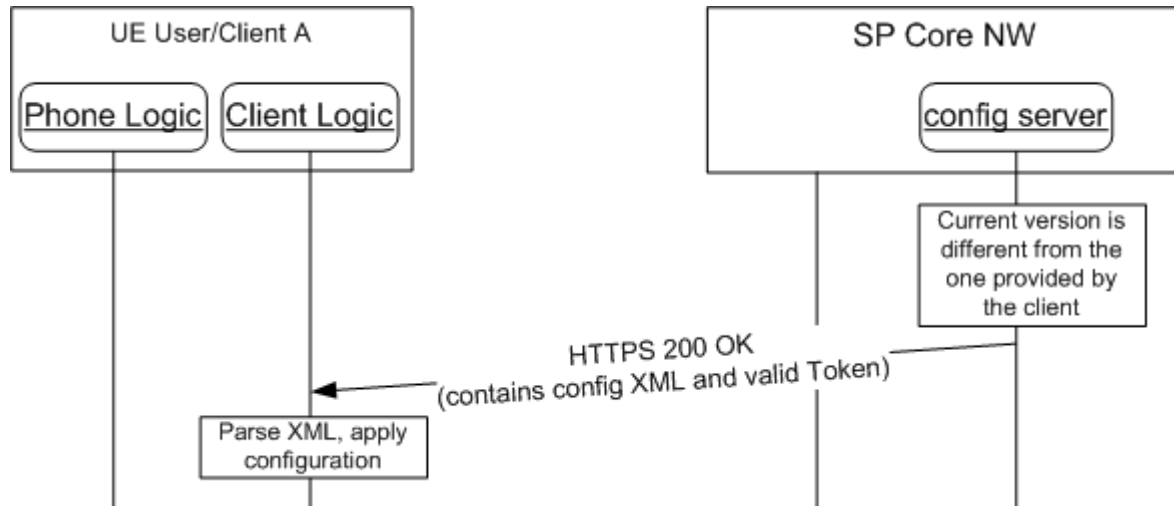 UE User/Client A
SP Core NW
Phone Logic
Client Logic
config server
Current version is
different from the
one provided by
the client
HTTPS 200 OK
(contains config XML and valid Token)
Parse XML, apply
configuration